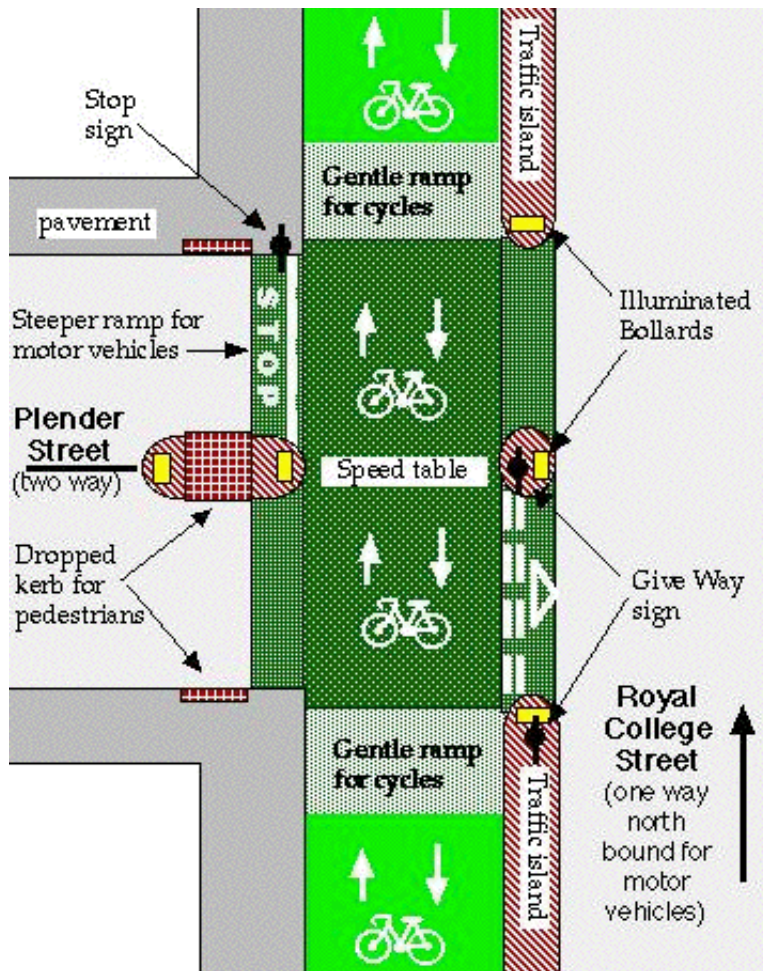 Traffic island
Stop
sign
Gentle ramp
for cycles
pavement
STOP
Illuminated
Bollards
Steeper ramp for
motor vehicles
Plender
Street
(two way)
Speed table
Dropped
kerb for
pedestrians
Give Way
sign
Royal
College
Street
(one way
north
bound for
motor
vehicles)
Gentle ramp
for cycles
Traffic island